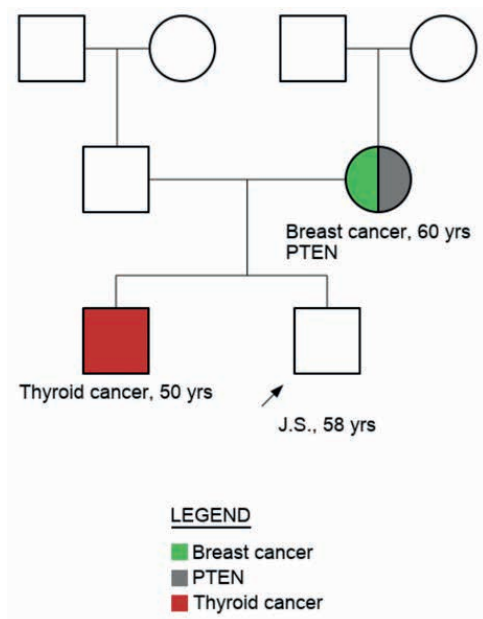 Breast cancer, 60 yrs
PTEN
Thyroid cancer, 50 yrs
J.S., 58 yrs
LEGEND
Breast cancer
PTEN
Thyroid cancer